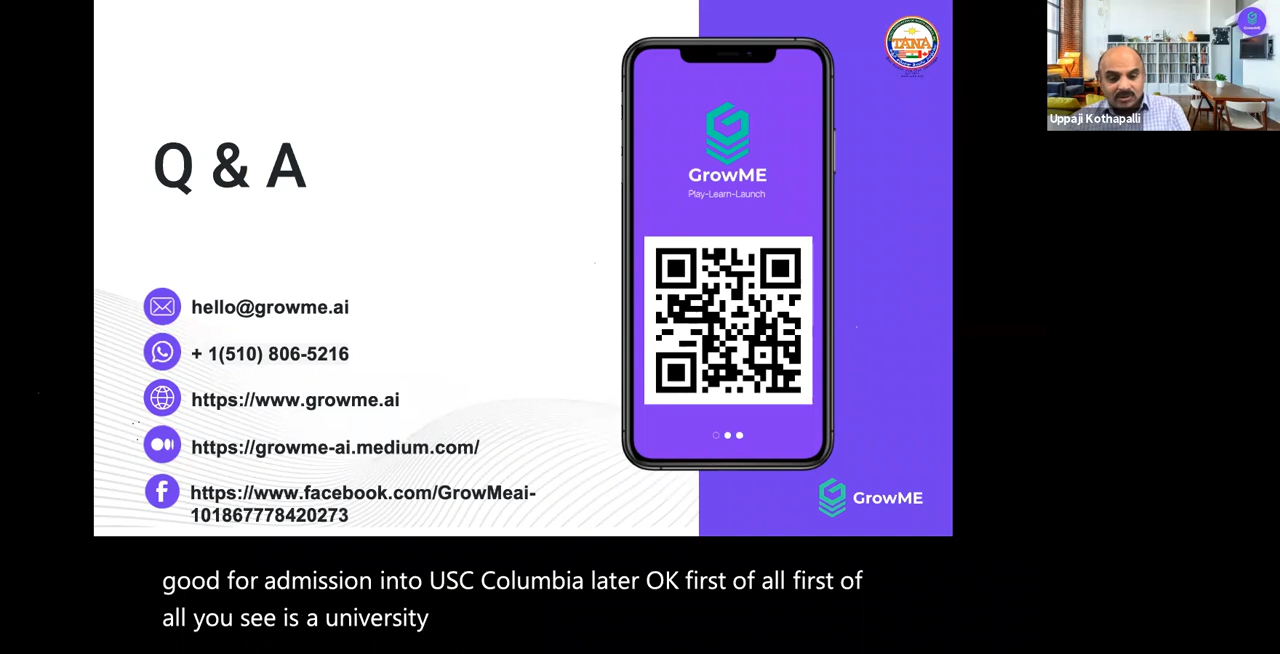 TANA
Uppaji Kothapalli
Q & A
GrowME
Play-Learn-Launch
hello@growme.ai
+ 1(510) 806-5216
https://www.growme.ai
https://growme-ai.medium.com/
https://www.facebook.com/GrowMeai-
101867778420273
GrowME
good for admission into USC Columbia later OK first of all first of
all you see is a university